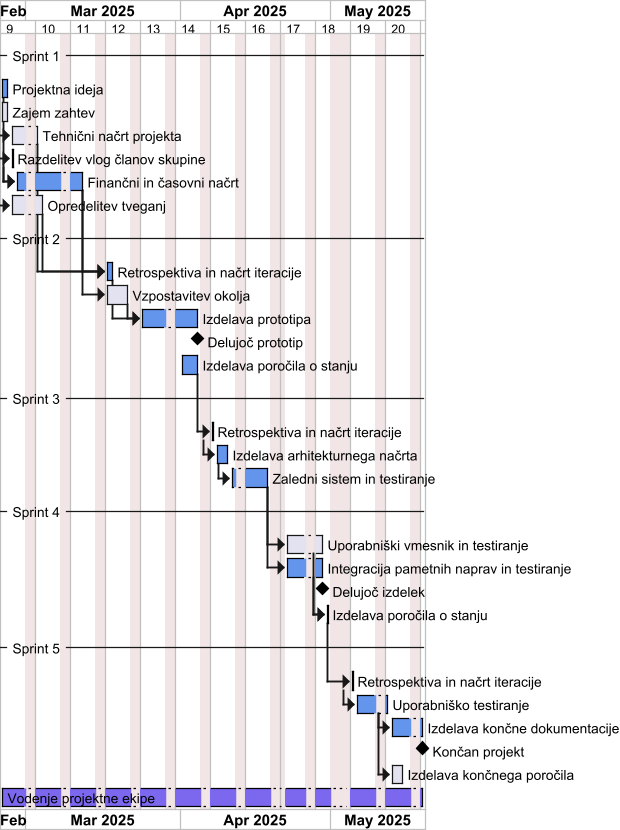 Feb Mar 2025 Apr 2025 May 2025
9 10 11 12 13 14 15 16 17 18 19 20
Sprint 1
Projektna ideja
Zajem zahtev
Tehnični načrt projekta
Razdelitev vlog članov skupine
Finančni in časovni načrt
Opredelitev tveganj
Sprint 2
Retrospektiva in načrt iteracije
Vzpostavitev okolja
Izdelava prototipa
Delujoč prototip
Izdelava poročila o stanju
Sprint 3
Retrospektiva in načrt iteracije
Izdelava arhitekturnega načrta
Zaledni sistem in testiranje
Sprint 4
Uporabniški vmesnik in testiranje
Integracija pametnih naprav in testiranje
Delujoč izdelek
Izdelava poročila o stanju
Sprint 5
Retrospektiva in načrt iteracije
Uporabniško testiranje
Izdelava končne dokumentacije
Končan projekt
Izdelava končnega poročila
Vodenje projektne ekipe
Feb Mar 2025 Apr 2025 May 2025